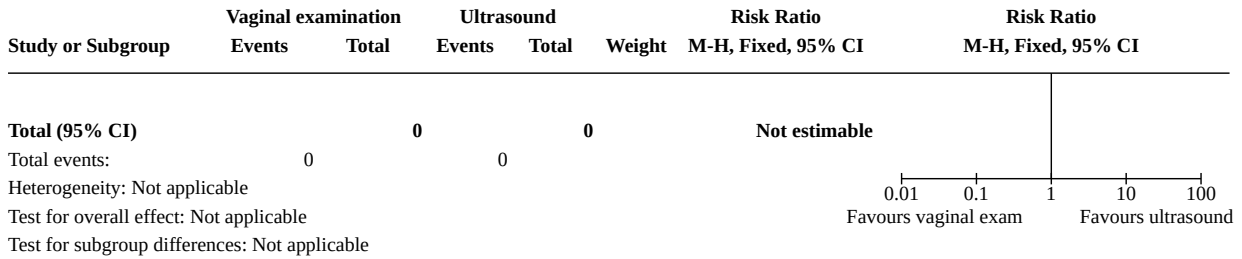 Vaginal examination Ultrasound Risk Ratio Risk Ratio
Study or Subgroup Events Total Events Total Weight M-H, Fixed, 95% CI M-H, Fixed, 95% CI
Total (95% CI) 0 0 Not estimable
Total events: 0 0
Heterogeneity: Not applicable
0.01 0.1 1 10 100
Test for overall effect: Not applicable Favours vaginal exam Favours ultrasound
Test for subgroup differences: Not applicable